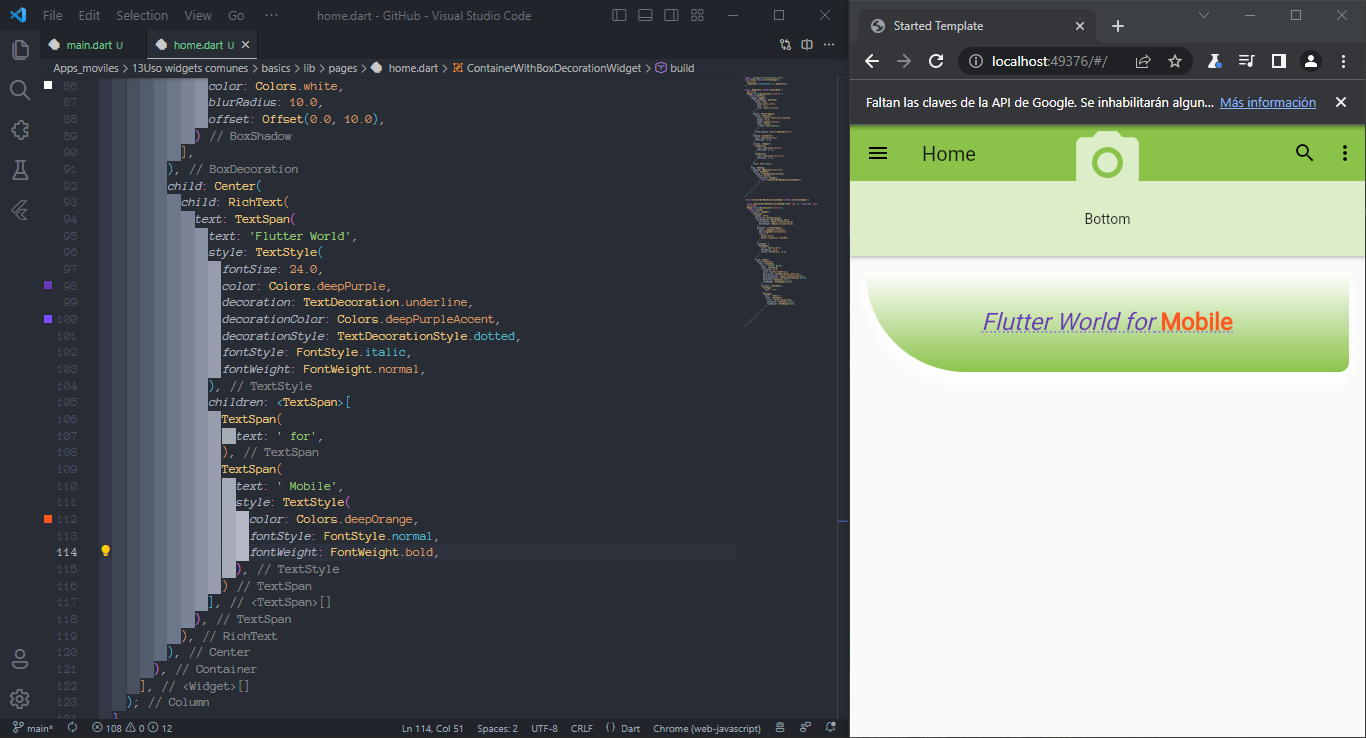 File Edit Selection View Go ··· home.dart - GitHub - Visual Studio Code
main.dart U home.dart U
Apps_moviles > 13Uso widgets comunes > basics > lib > pages > home.dart > ContainerWithBoxDecorationWidget > build
86 color: Colors.white,
87 blurRadius: 10.0,
88 offset: Offset(0.0, 10.0),
89 ) // BoxShadow
90 ],
91 ), // BoxDecoration
92 child: Center(
93 child: RichText(
94 text: TextSpan(
95 text: 'Flutter World',
96 style: TextStyle(
97 fontSize: 24.0,
98 color: Colors.deepPurple,
99 decoration: TextDecoration.underline,
100 decorationColor: Colors.deepPurpleAccent,
101 decorationStyle: TextDecorationStyle.dotted,
102 fontStyle: FontStyle.italic,
103 fontWeight: FontWeight.normal,
104 ), // TextStyle
105 children: <TextSpan>[
106 TextSpan(
107 text: ' for',
108 ), // TextSpan
109 TextSpan(
110 text: ' Mobile',
111 style: TextStyle(
112 color: Colors.deepOrange,
113 fontStyle: FontStyle.normal,
114 fontWeight: FontWeight.bold,
115 ), // TextStyle
116 ) // TextSpan
117 ], // <TextSpan>[]
118 ), // TextSpan
119 ), // RichText
120 ), // Center
121 ), // Container
122 ], // <Widget>[]
123 ); // Column
main* 108 0 12 Ln 114, Col 51 Spaces: 2 UTF-8 CRLF {} Dart Chrome (web-javascript)
Started Template
localhost:49376/#/
Faltan las claves de la API de Google. Se inhabilitarán algun... Más información
Home
Bottom
Flutter World for Mobile